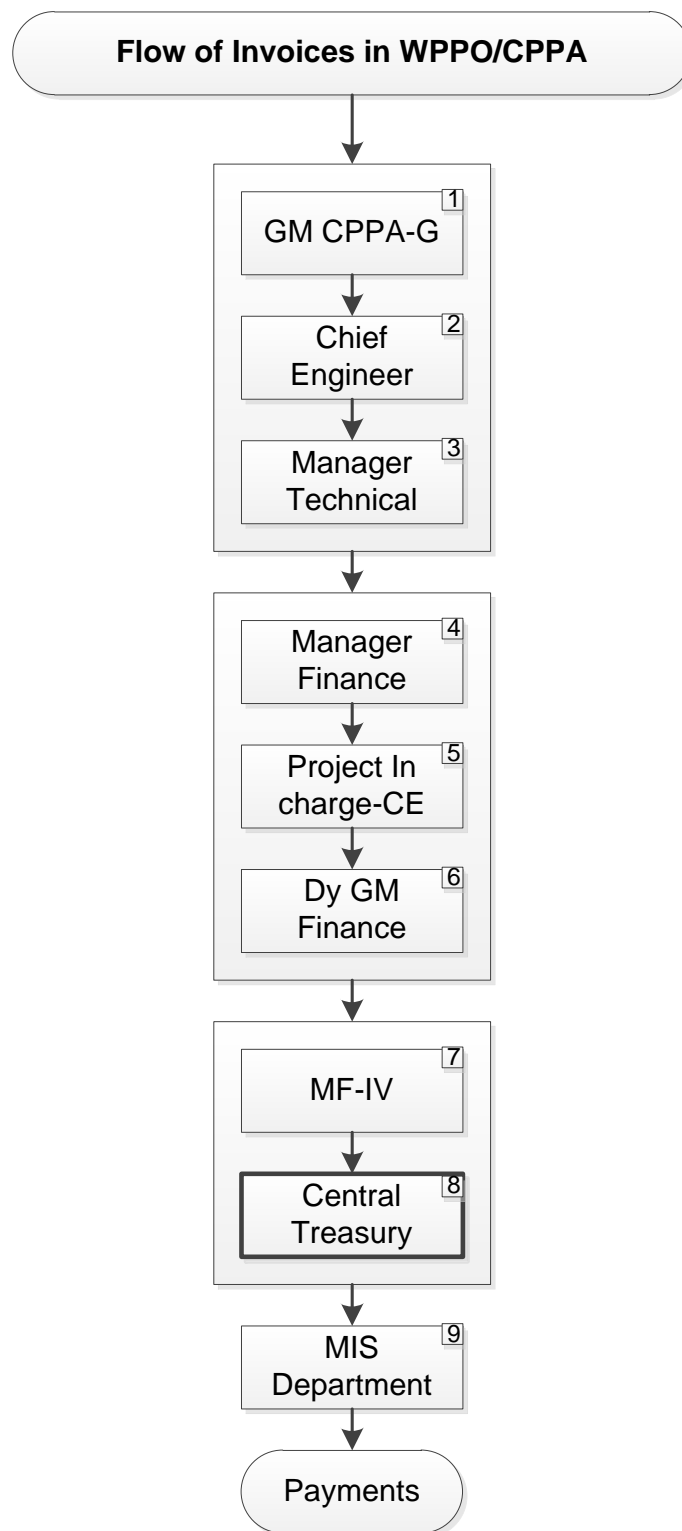 Flow of Invoices in WPPO/CPPA
1
GM CPPA-G
2
Chief
Engineer
3
Manager
Technical
4
Manager
Finance
5
Project In
charge-CE
6
Dy GM
Finance
7
MF-IV
8
Central
Treasury
9
MIS
Department
Payments